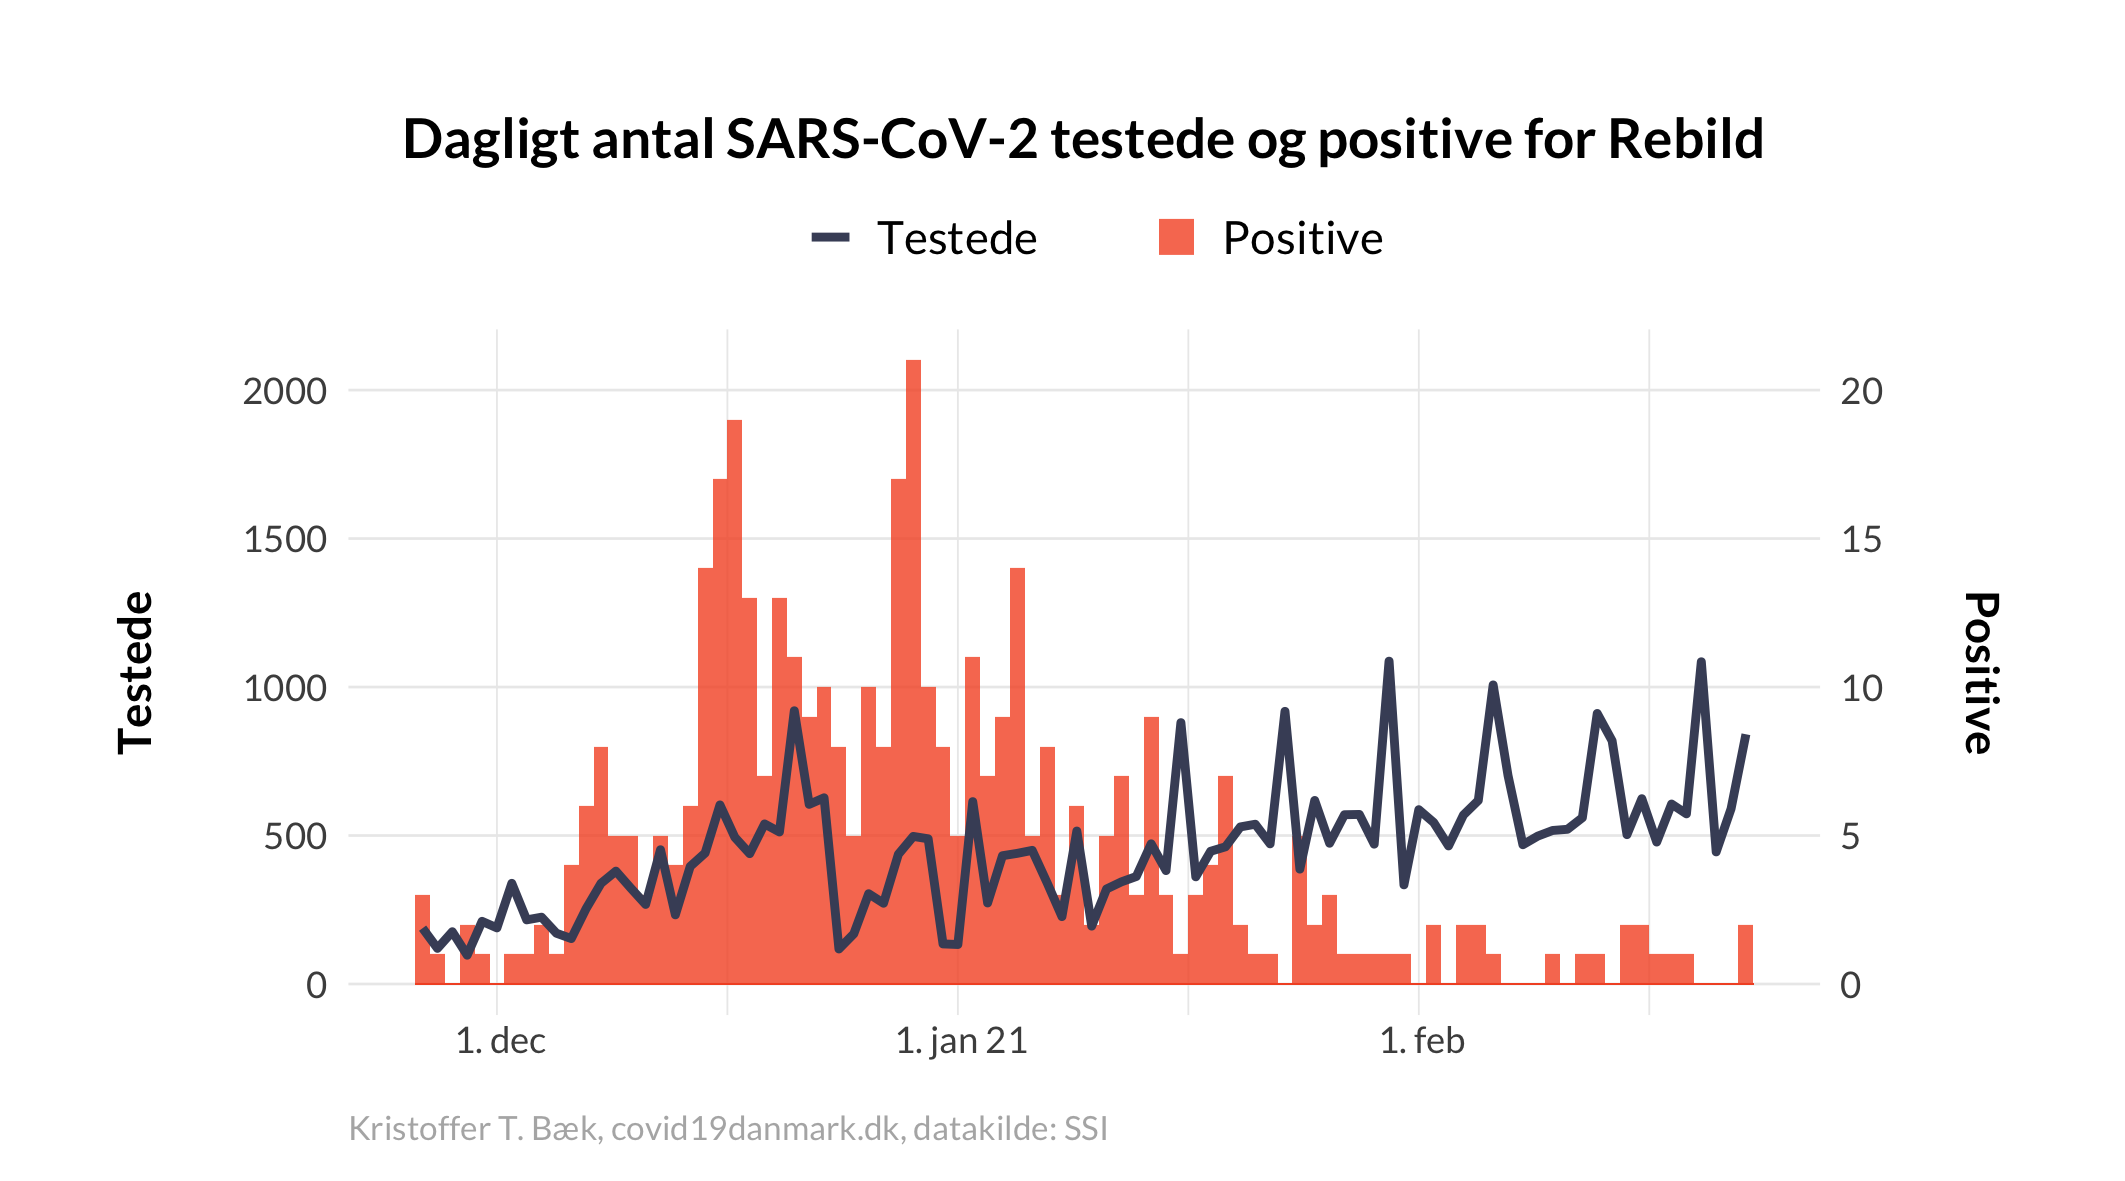 Dagligt antal SARS-CoV-2 testede og positive for Rebild
Testede Positive
2000 20
1500 15
1000 10
500 5
0 0
Testede
Positive
1. dec 1. jan 21 1. feb
Kristoffer T. Bæk, covid19danmark.dk, datakilde: SSI